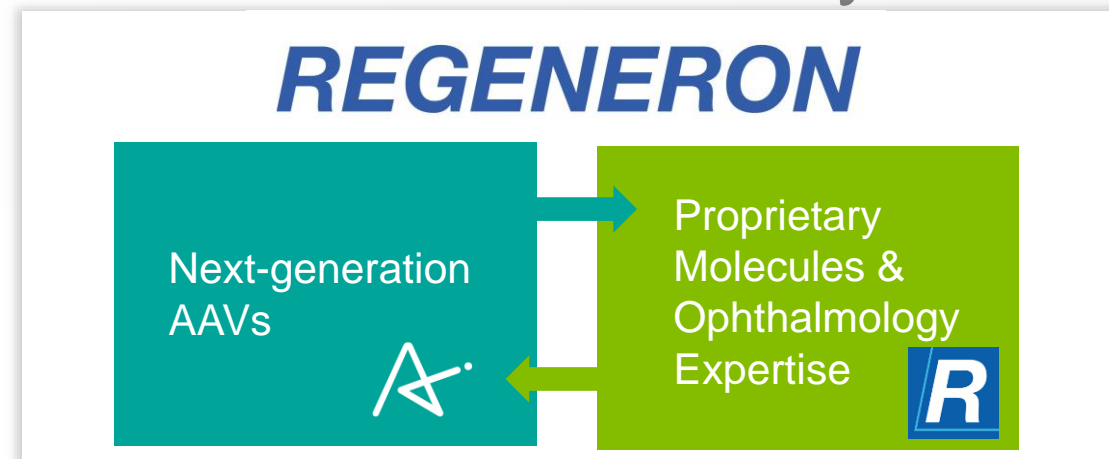 REGENERON
Next-generation
AAVs
Proprietary
Molecules &
Ophthalmology
Expertise
R